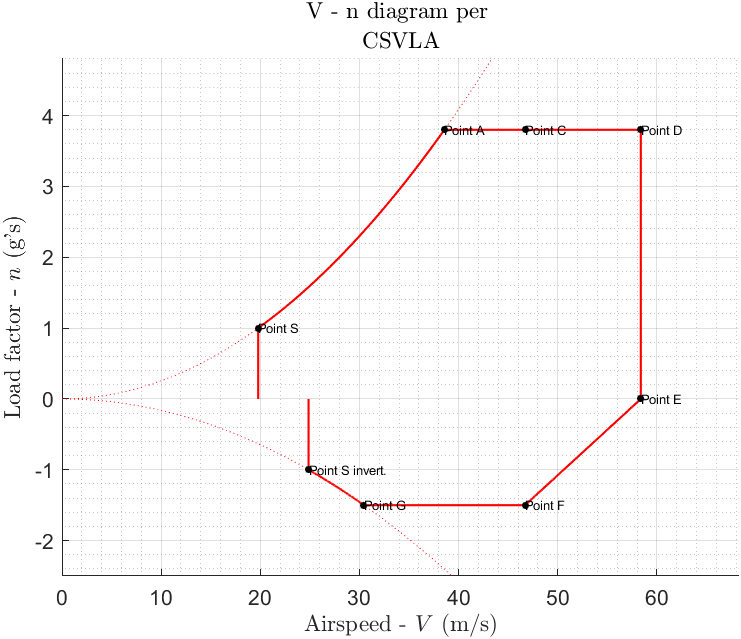 V - n diagram per
CSVLA
Load factor - n (g's)
4
3
2
1
0
-1
-2
Point A
Point C
Point D
Point S
Point E
Point S invert.
Point G
Point F
0
10
20
30
40
50
60
Airspeed - V (m/s)